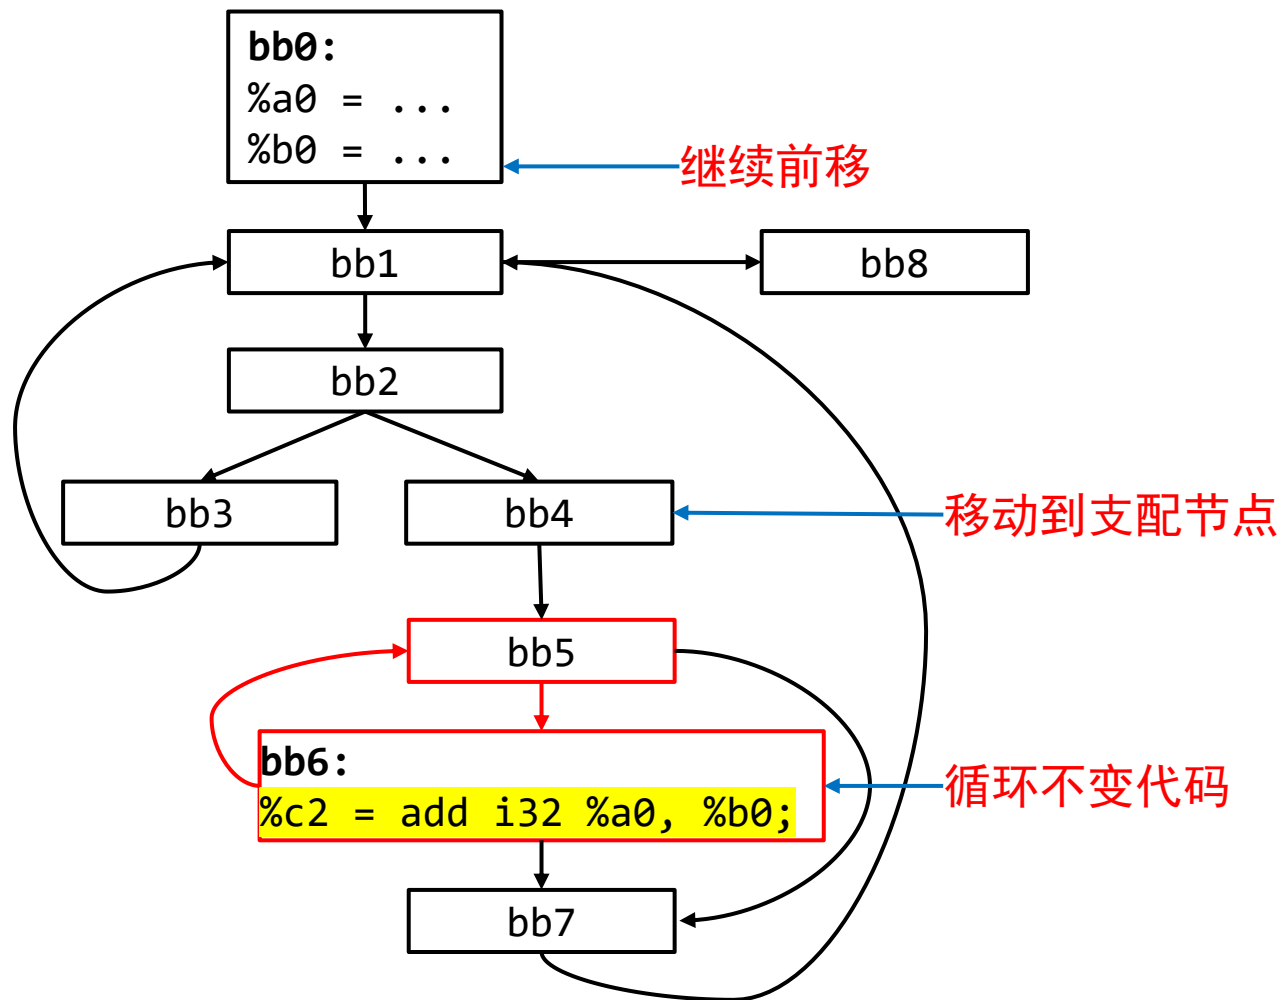 bb0:
%a0 = ...
%b0 = ...
继续前移
bb1
bb8
bb2
bb3
bb4
移动到支配节点
bb5
bb6:
%c2 = add i32 %a0, %b0;
循环不变代码
bb7